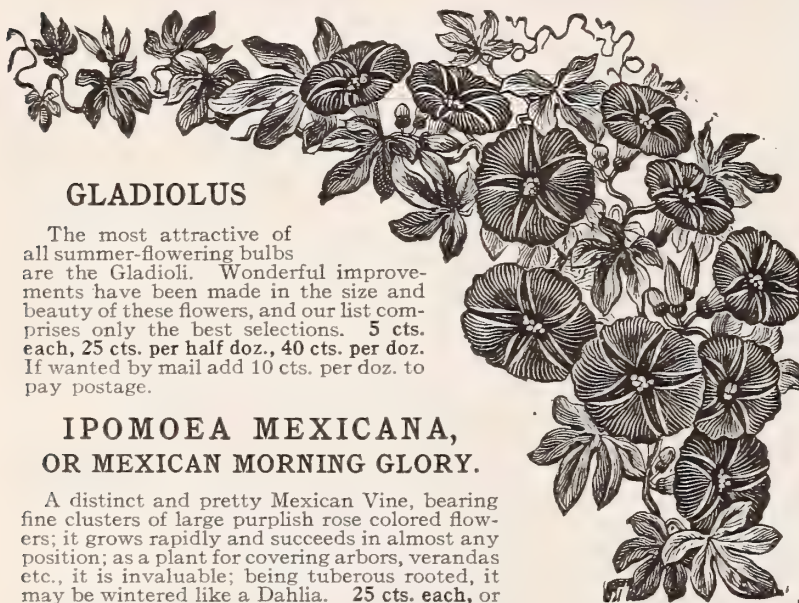 GLADIOLUS
The most attractive of
all summer-flowering bulbs
are the Gladioli. Wonderful improve-
ments have been made in the size and
beauty of these flowers, and our list com-
prises only the best selections. 5 cts.
each, 25 cts. per half doz., 40 cts. per doz.
If wanted by mail add 10 cts. per doz. to
pay postage.
IPOMOEA MEXICANA,
OR MEXICAN MORNING GLORY.
A distinct and pretty Mexican Vine, bearing
fine clusters of large purplish rose colored flow-
ers; it grows rapidly and succeeds in almost any
position; as a plant for covering arbors, verandas
etc., it is invaluable; being tuberous rooted, it
may be wintered like a Dahlia. 25 cts. each, or